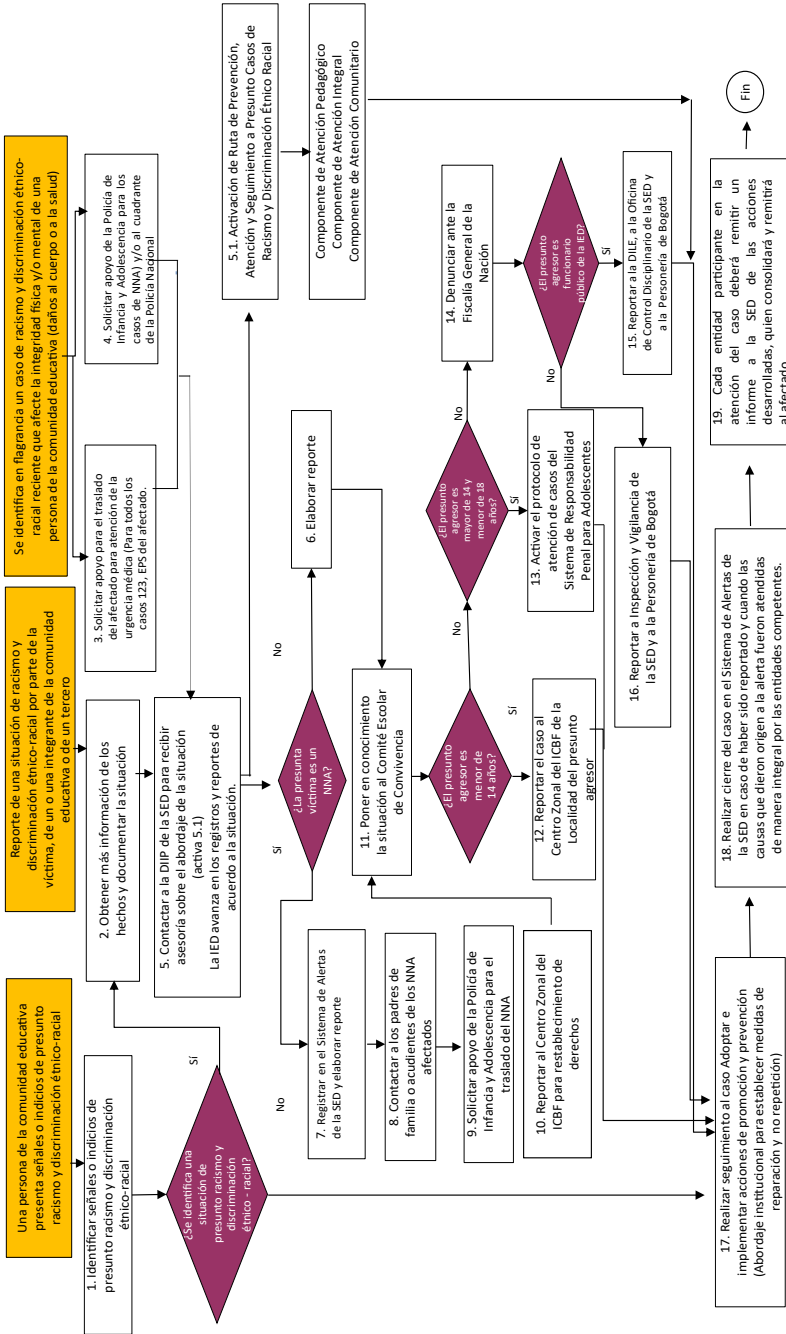 Una persona de la comunidad educativa
presenta señales o indicios de presunto
racismo y discriminación étnico-racial
Reporte de una situación de racismo y
discriminación étnico-racial por parte de la
víctima, de un o una integrante de la comunidad
educativa o de un tercero
Se identifica en flagrancia un caso de racismo y discriminación étnico-
racial reciente que afecte la integridad física y/o mental de una
persona de la comunidad educativa (daños al cuerpo o a la salud)
1. Identificar señales o indicios de
presunto racismo y discriminación
étnico-racial
2. Obtener más información de los
hechos y documentar la situación
3. Solicitar apoyo para el traslado
del afectado para atención de la
urgencia médica (Para todos los
casos 123, EPS del afectado.
4. Solicitar apoyo de la Policía de
Infancia y Adolescencia para los
casos de NNA) y/o al cuadrante
de la Policía Nacional
¿Se identifica una
situación de
presunto racismo y
discriminación
étnico - racial?
Sí
No
5. Contactar a la DIIP de la SED para recibir
asesoría sobre el abordaje de la situación
(activa 5.1)
La IED avanza en los registros y reportes de
acuerdo a la situación.
5.1. Activación de Ruta de Prevención,
Atención y Seguimiento a Presunto Casos de
Racismo y Discriminación Étnico Racial
Componente de Atención Pedagógico
Componente de Atención Integral
Componente de Atención Comunitario
¿La presunta
víctima es un
NNA?
Sí
No
6. Elaborar reporte
7. Registrar en el Sistema de Alertas
de la SED y elaborar reporte
8. Contactar a los padres de
familia o acudientes de los NNA
afectados
9. Solicitar apoyo de la Policía de
Infancia y Adolescencia para el
traslado del NNA
10. Reportar al Centro Zonal del
ICBF para restablecimiento de
derechos
11. Poner en conocimiento
la situación al Comité Escolar
de Convivencia
¿El presunto
agresor es
menor de
14 años?
Sí
No
12. Reportar el caso al
Centro Zonal del ICBF de la
Localidad del presunto
agresor
¿El presunto
agresor es
mayor de 14 y
menor de 18
años?
Sí
No
13. Activar el protocolo de
atención de casos del
Sistema de Responsabilidad
Penal para Adolescentes
14. Denunciar ante la
Fiscalía General de la
Nación
¿El presunto
agresor es
funcionario
público de la IED?
Sí
No
15. Reportar a la DILE, a la Oficina
de Control Disciplinario de la SED y
a la Personería de Bogotá
16. Reportar a Inspección y Vigilancia de
la SED y a la Personería de Bogotá
17. Realizar seguimiento al caso Adoptar e
implementar acciones de promoción y prevención
(Abordaje institucional para establecer medidas de
reparación y no repetición)
18. Realizar cierre del caso en el Sistema de Alertas de
la SED en caso de haber sido reportado y cuando las
causas que dieron origen a la alerta fueron atendidas
de manera integral por las entidades competentes.
19. Cada entidad participante en la
atención del caso deberá remitir un
informe a la SED de las acciones
desarrolladas, quien consolidará y remitirá
al afectado
Fin